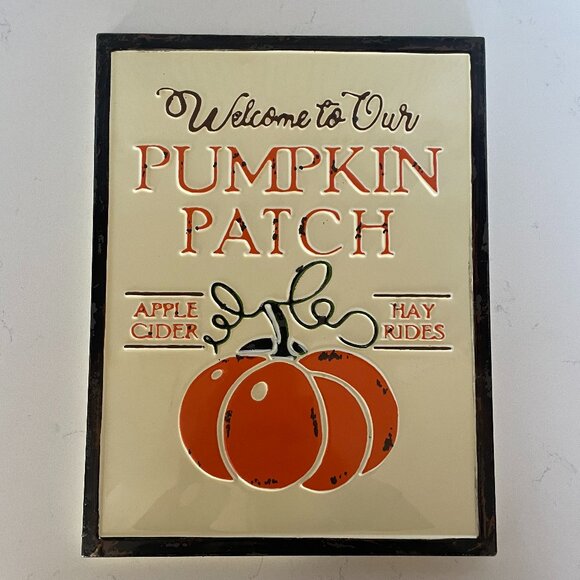 Welcome to Our
PUMPKIN
PATCH
APPLE
CIDER
HAY
RIDES